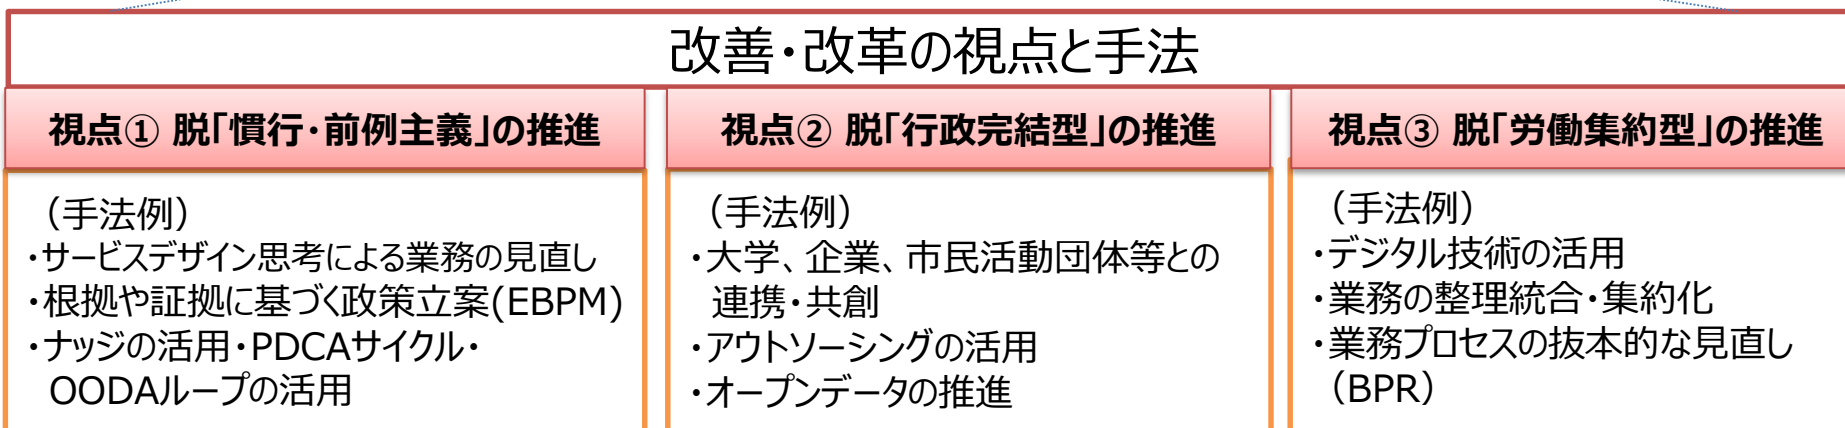 改善・改革の視点と手法
視点① 脱「慣行・前例主義」の推進
（手法例）
・サービスデザイン思考による業務の見直し
・根拠や証拠に基づく政策立案(EBPM)
・ナッジの活用・PDCAサイクル・
OODAループの活用
視点② 脱「行政完結型」の推進
（手法例）
・大学、企業、市民活動団体等との
連携・共創
・アウトソーシングの活用
・オープンデータの推進
視点③ 脱「労働集約型」の推進
（手法例）
・デジタル技術の活用
・業務の整理統合・集約化
・業務プロセスの抜本的な見直し
（BPR）